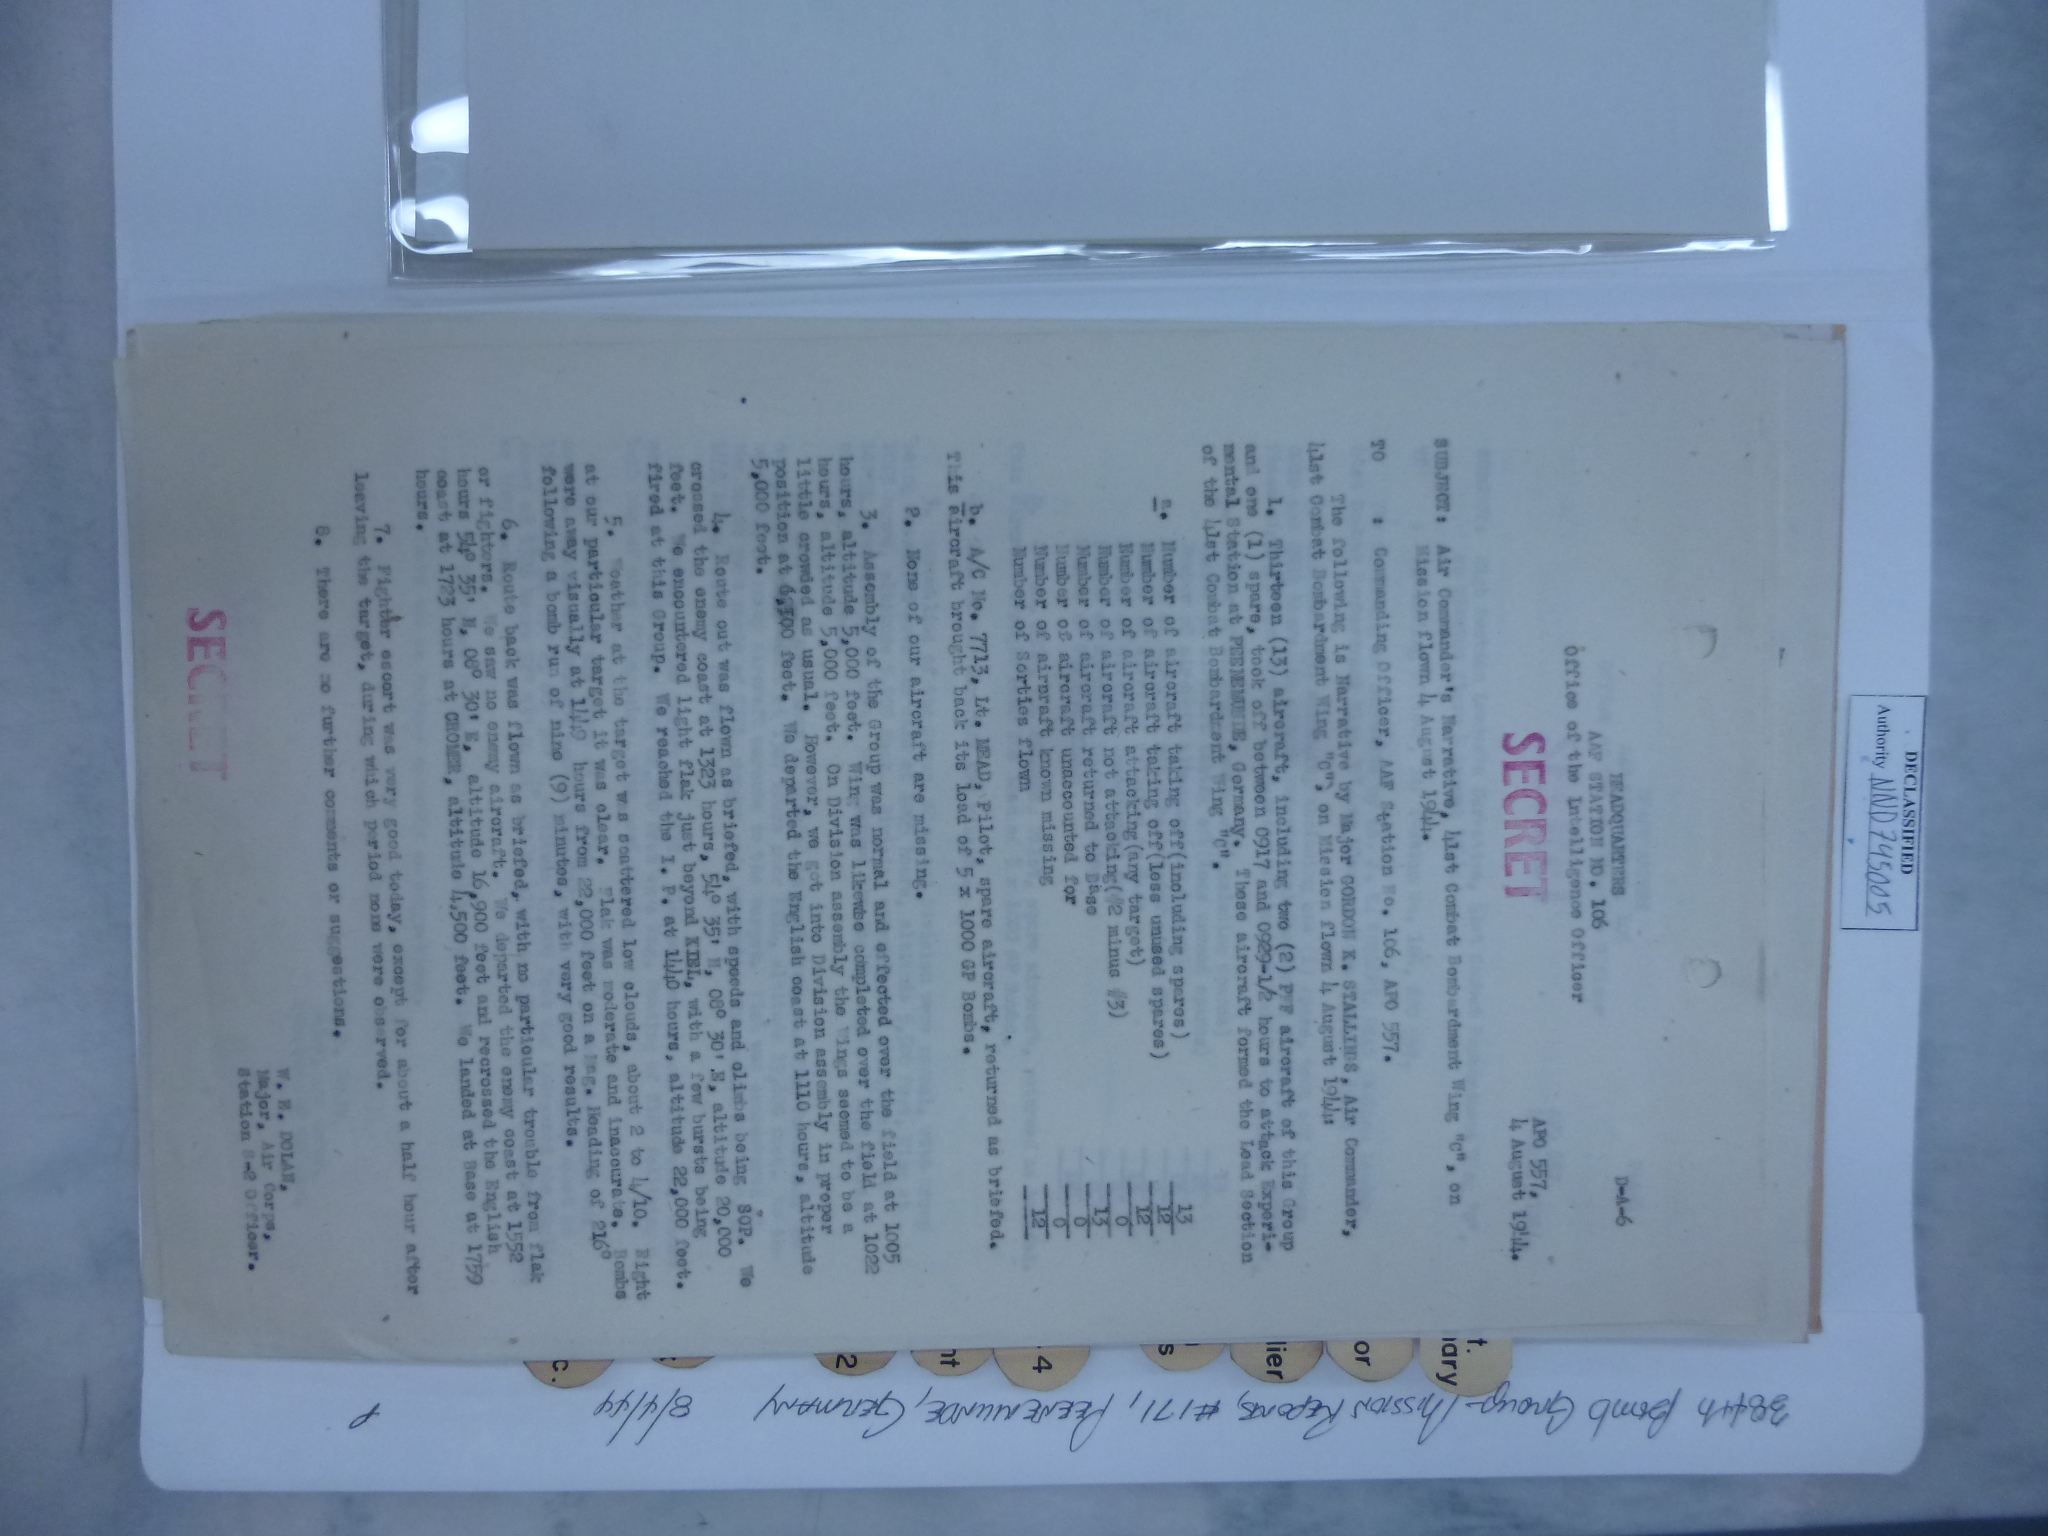 DECLASSIFIED
Authority NND 745005
HEADQUARTERS
AAF STATION NO. 106
Office of the Intelligence Officer
D-A-6
SECRET
APO 557,
4 August 1944.
SUBJECT: Air Commander's Narrative, 41st Combat Bombardment Wing "C", on
Mission flown 4 August 1944.
TO : Commanding Officer, AAF Station No. 106, APO 557.
The following is Narrative by Major GORDON K. STALLINGS, Air Commander,
41st Combat Bombardment Wing "C", on Mission flown 4 August 1944:
1. Thirteen (13) aircraft, including two (2) PFF aircraft of this Group
and one (1) spare, took off between 0917 and 0929-1/2 hours to attack Experi-
mental Station at PEENEMUNDE, Germany. These aircraft formed the Lead Section
of the 41st Combat Bombardment Wing "C".
a. Number of aircraft taking off(including spares) 13
Number of aircraft taking off(less unused spares) 12
Number of aircraft attacking(any target) 12
Number of aircraft not attacking(#2 minus #3) 0
Number of aircraft returned to Base 13
Number of aircraft unaccounted for 0
Number of airpraft known missing 0
Number of Sorties flown 12
b. A/C No. 7713, Lt. MEAD, Pilot, spare aircraft, returned as briefed.
This aircraft brought back its load of 5 x 1000 GP Bombs.
2. None of our aircraft are missing.
3. Assembly of the Group was normal and effected over the field at 1005
hours, altitude 5,000 feet. Wing was likewise completed over the field at 1022
hours, altitude 5,000 feet. On Division assembly the Wings seemed to be a
little crowded as usual. However, we got into Division assembly in proper
position at feet. We departed the English coast at 1110 hours, altitude
5,000 feet.
4. Route out was flown as briefed, with speeds and climbs being SOP. We
crossed the enemy coast at 1323 hours, 54° 35' N, 08° 30' E, altitude 20,000
feet. We encountered light flak just beyond KIEL, with a few bursts being
fired at this Group. We reached the I. P. at 1440 hours, altitude 22,000 feet.
5. Weather at the target was scattered low clouds, about 2 to 4/10. Right
at our particular target it was clear. Flak was moderate and inaccurate. Bombs
were away visually at 1449 hours from 22,000 feet on a Mag. Heading of 216°
following a bomb run of nine (9) minutes, with very good results.
6. Route back was flown as briefed, with no particular trouble from flak
or fighters. We saw no enemy aircraft. We departed the enemy coast at 1552
hours 54° 35' N, 08° 30' E, altitude 16,900 feet and recrossed the English
coast at 1723 hours at CROMER, altitude 4,500 feet. We landed at Base at 1759
hours.
7. Fighter escort was very good today, except for about a half hour after
leaving the target, during which period none were observed.
8. There are no further comments or suggestions.
W. E. DOLAN,
Major, Air Corps,
Station S-2 Officer.
SECRET
t.
nary
or
lier
s
4
nt
2
c.
384th Bomb Group - Mission Reports, #171, PEENEMUNDE, GERMANY 8/4/44